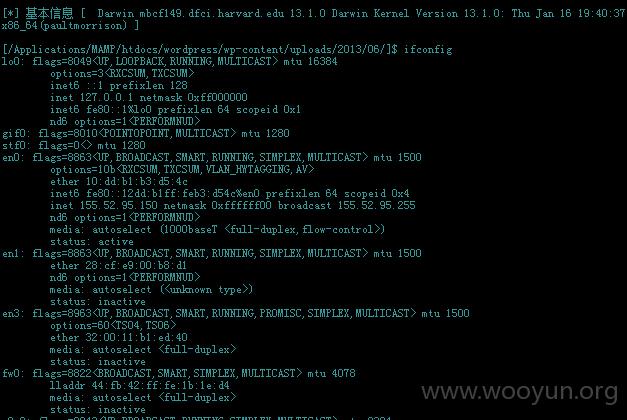 [*] 基本信息 [  Darwin mbcf149.dfci.harvard.edu 13.1.0 Darwin Kernel Version 13.1.0: Thu Jan 16 19:40:37
x86_64(paultmorrison) ]
[/Applications/MAMP/htdocs/wordpress/wp-content/uploads/2013/06/]$ ifconfig
lo0: flags=8049<UP,LOOPBACK,RUNNING,MULTICAST> mtu 16384
options=3<RXCSUM,TXCSUM>
inet6 ::1 prefixlen 128
inet 127.0.0.1 netmask 0xff000000
inet6 fe80::1%lo0 prefixlen 64 scopeid 0x1
nd6 options=1<PERFORMNUD>
gif0: flags=8010<POINTOPOINT,MULTICAST> mtu 1280
stf0: flags=0<> mtu 1280
en0: flags=8863<UP,BROADCAST,SMART,RUNNING,SIMPLEX,MULTICAST> mtu 1500
options=10b<RXCSUM,TXCSUM,VLAN_HWTAGGING,AV>
ether 10:dd:b1:b3:d5:4c
inet6 fe80::12dd:b1ff:feb3:d54c%en0 prefixlen 64 scopeid 0x4
inet 155.52.95.150 netmask 0xffffff00 broadcast 155.52.95.255
nd6 options=1<PERFORMNUD>
media: autoselect (1000baseT <full-duplex,flow-control>)
status: active
en1: flags=8863<UP,BROADCAST,SMART,RUNNING,SIMPLEX,MULTICAST> mtu 1500
ether 28:cf:e9:00:b8:d1
nd6 options=1<PERFORMNUD>
media: autoselect (<unknown type>)
status: inactive
en3: flags=8963<UP,BROADCAST,SMART,RUNNING,PROMISC,SIMPLEX,MULTICAST> mtu 1500
options=60<TSO4,TSO6>
ether 32:00:11:b1:ed:40
media: autoselect <full-duplex>
status: inactive
fw0: flags=8822<BROADCAST,SMART,SIMPLEX,MULTICAST> mtu 4078
lladdr 44:fb:42:ff:fe:1b:1e:d4
media: autoselect <full-duplex>
status: inactive
www.wooyun.org